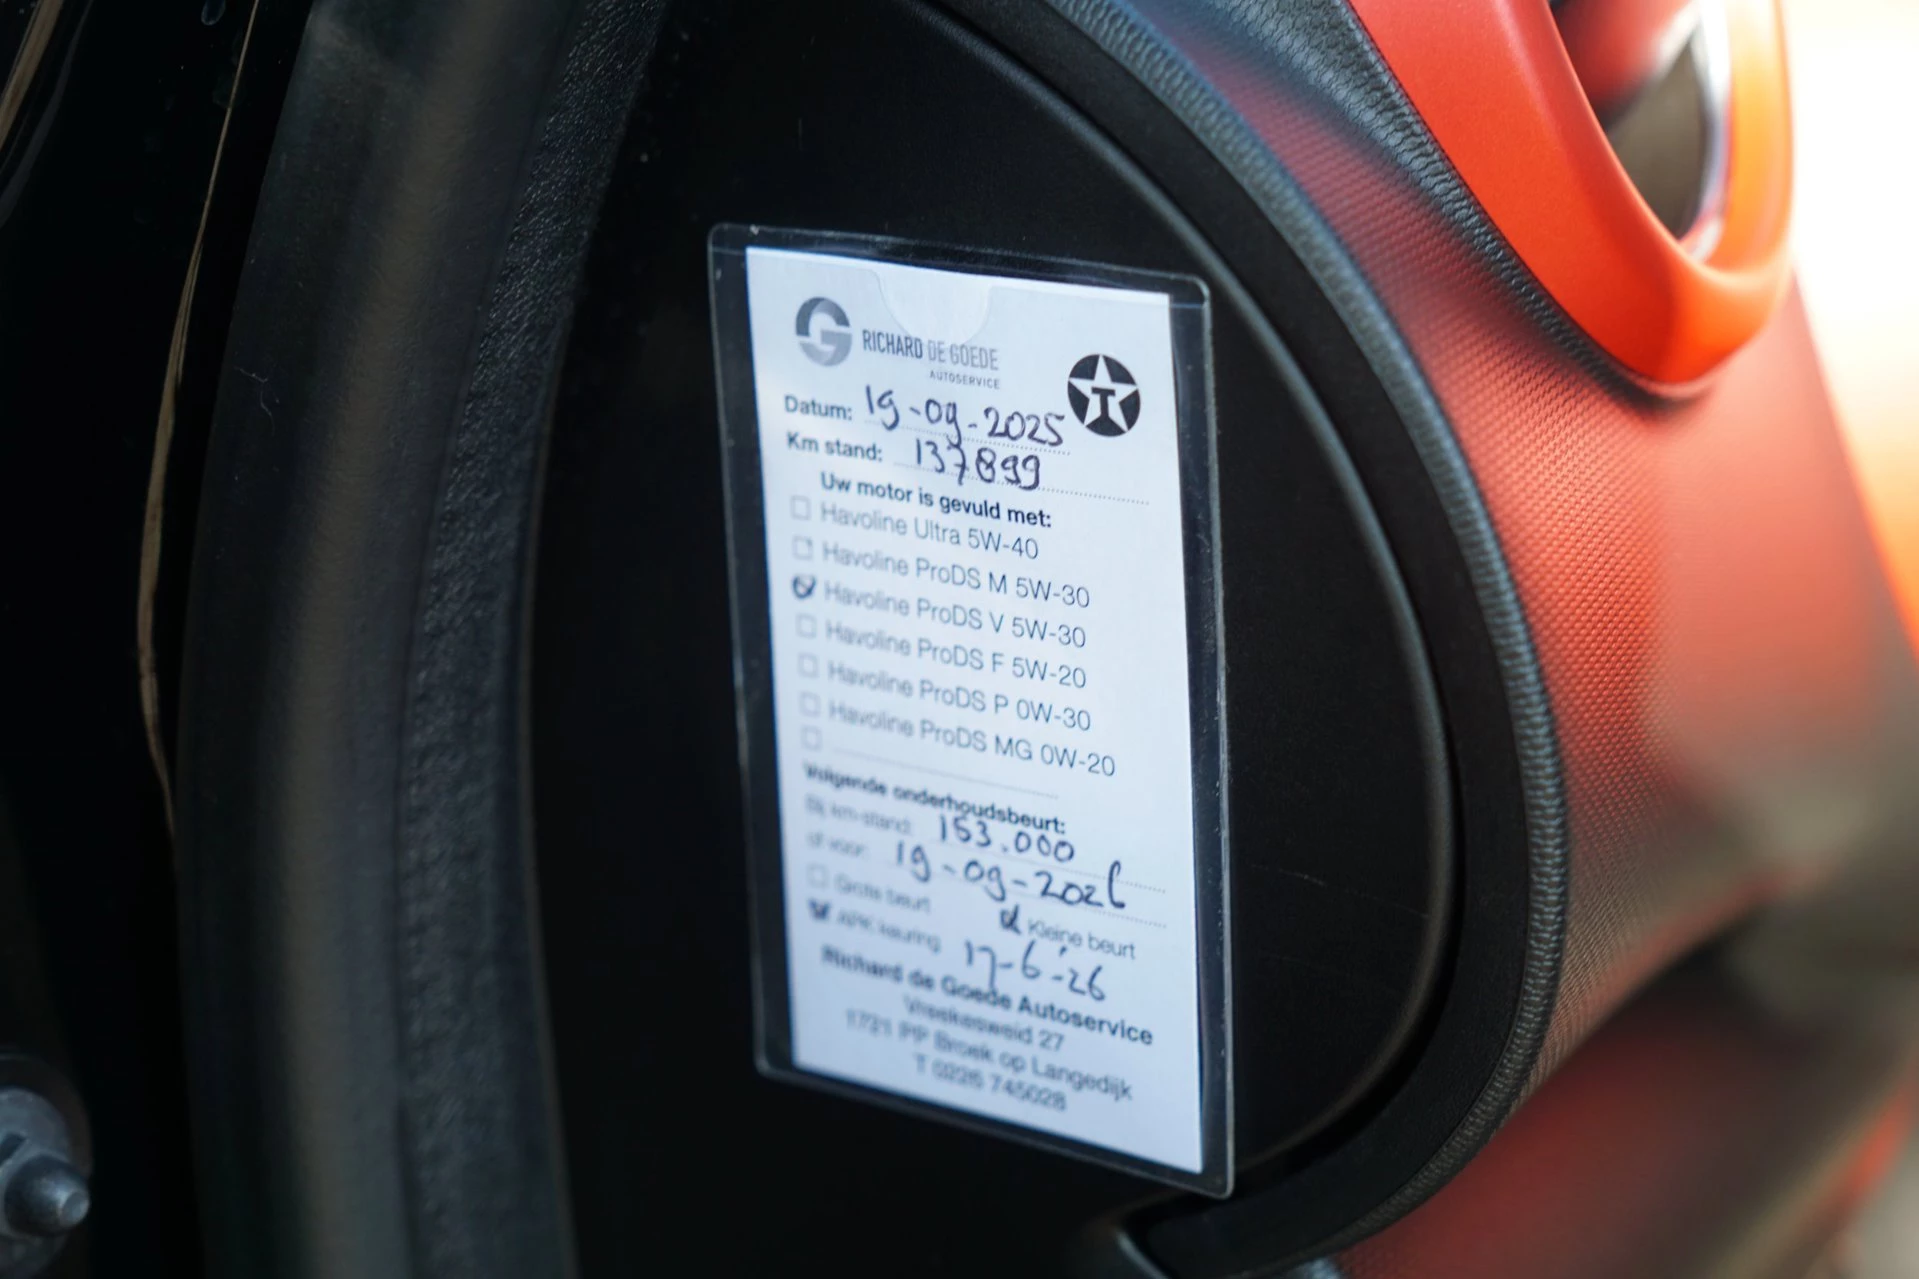 G RICHARD DE GOEDE
AUTOSERVICE
T
Datum: 19-09-2025
Km stand: 137899
Uw motor is gevuld met:
Havoline Ultra 5W-40
Havoline ProDS M 5W-30
Havoline ProDS V 5W-30
Havoline ProDS F 5W-20
Havoline ProDS P 0W-30
Havoline ProDS MG 0W-20
Volgende onderhoudsbeurt:
Bij km-stand: 153.000
of voor: 19-09-2026
Grote beurt Kleine beurt
APK keuring 17-6-26
Richard de Goede Autoservice
Vreekesweid 27
1721 PP Broek op Langedijk
T 0226 745028